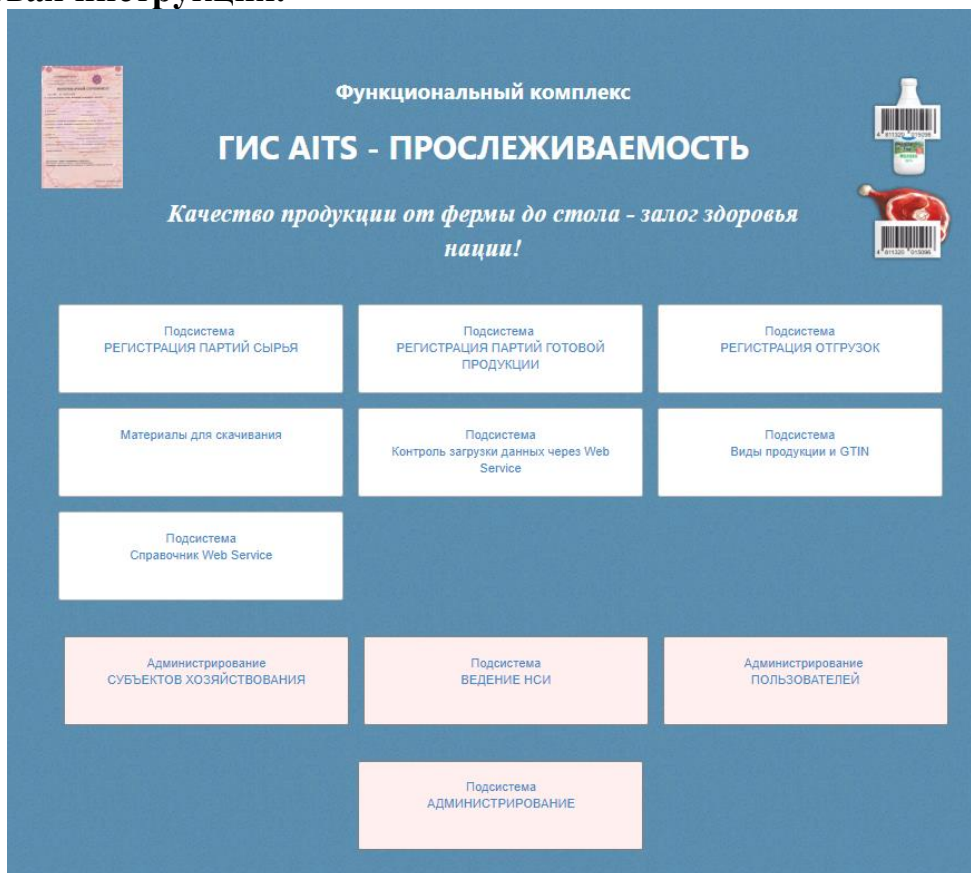 Функциональный комплекс
ГИС AITS - ПРОСЛЕЖИВАЕМОСТЬ
Качество продукции от фермы до стола - залог здоровья
нации!
Подсистема
РЕГИСТРАЦИЯ ПАРТИЙ СЫРЬЯ
Подсистема
РЕГИСТРАЦИЯ ПАРТИЙ ГОТОВОЙ
ПРОДУКЦИИ
Подсистема
РЕГИСТРАЦИЯ ОТГРУЗОК
Материалы для скачивания
Подсистема
Контроль загрузки данных через Web
Service
Подсистема
Виды продукции и GTIN
Подсистема
Справочник Web Service
Администрирование
СУБЪЕКТОВ ХОЗЯЙСТВОВАНИЯ
Подсистема
ВЕДЕНИЕ НСИ
Администрирование
ПОЛЬЗОВАТЕЛЕЙ
Подсистема
АДМИНИСТРИРОВАНИЕ